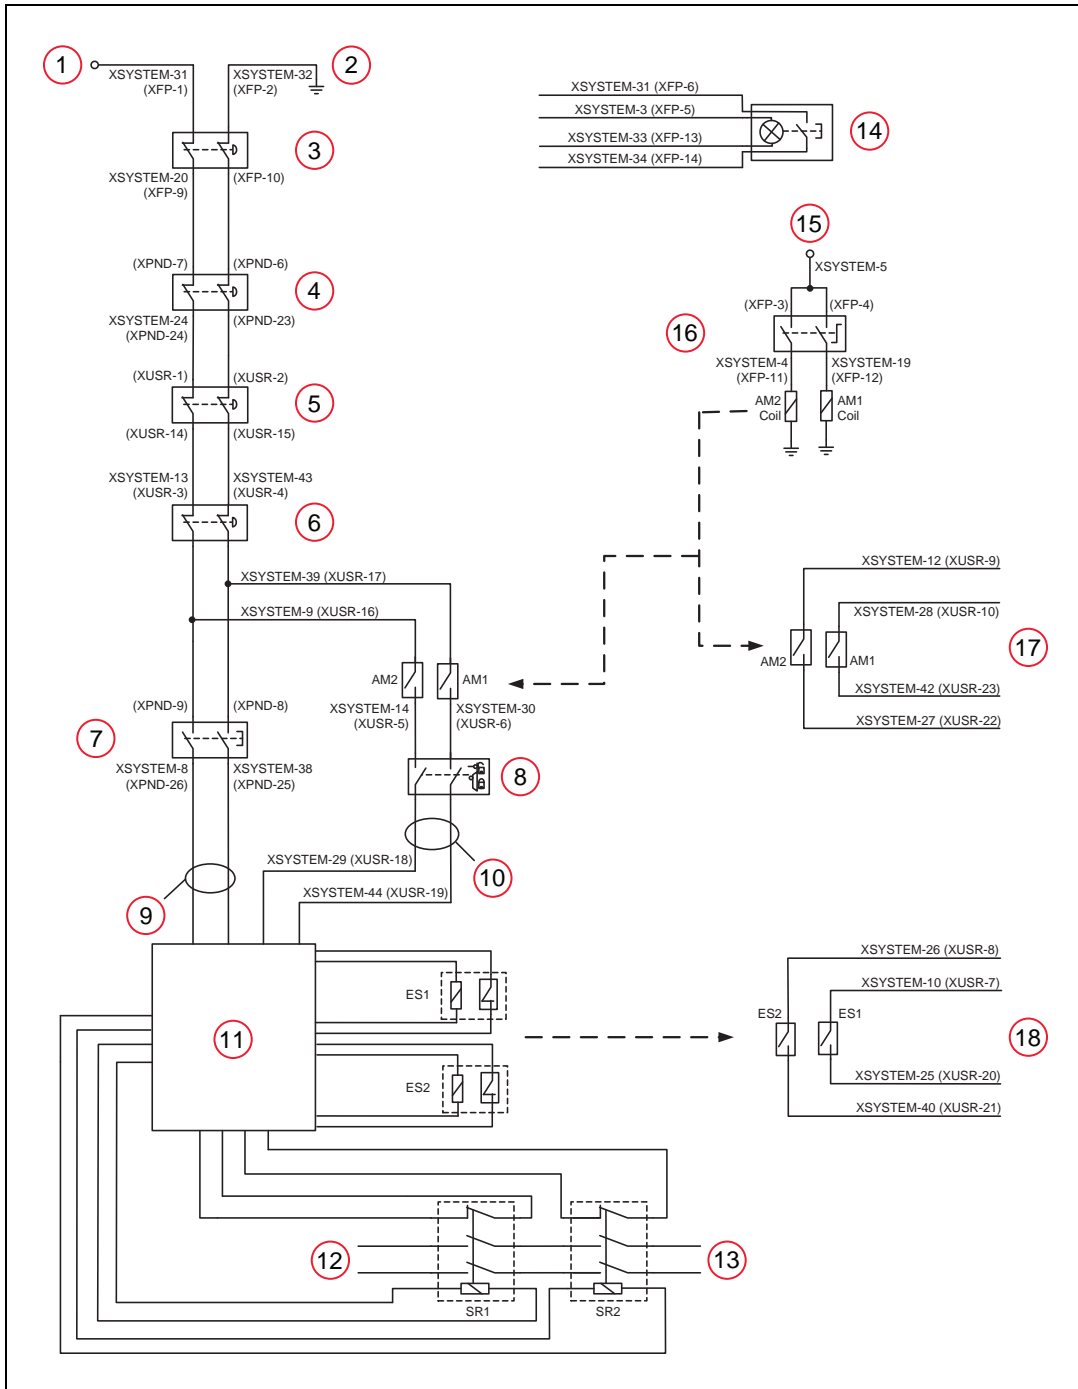 1
XSYSTEM-31
(XFP-1)
XSYSTEM-32
(XFP-2)
2
3
XSYSTEM-20
(XFP-9)
(XFP-10)
(XPND-7)
(XPND-6)
4
XSYSTEM-24
(XPND-24)
(XPND-23)
(XUSR-1)
(XUSR-2)
5
(XUSR-14)
(XUSR-15)
XSYSTEM-13
(XUSR-3)
XSYSTEM-43
(XUSR-4)
6
XSYSTEM-39 (XUSR-17)
XSYSTEM-9 (XUSR-16)
AM2
AM1
XSYSTEM-14
(XUSR-5)
XSYSTEM-30
(XUSR-6)
(XPND-9)
(XPND-8)
7
XSYSTEM-8
(XPND-26)
XSYSTEM-38
(XPND-25)
8
XSYSTEM-29 (XUSR-18)
XSYSTEM-44 (XUSR-19)
10
9
11
ES1
ES2
12
13
SR1
SR2
XSYSTEM-31 (XFP-6)
XSYSTEM-3 (XFP-5)
XSYSTEM-33 (XFP-13)
XSYSTEM-34 (XFP-14)
14
15
XSYSTEM-5
(XFP-3)
(XFP-4)
16
XSYSTEM-4
(XFP-11)
XSYSTEM-19
(XFP-12)
AM2
Coil
AM1
Coil
XSYSTEM-12 (XUSR-9)
XSYSTEM-28 (XUSR-10)
AM2
AM1
17
XSYSTEM-42 (XUSR-23)
XSYSTEM-27 (XUSR-22)
XSYSTEM-26 (XUSR-8)
XSYSTEM-10 (XUSR-7)
ES2
ES1
18
XSYSTEM-25 (XUSR-20)
XSYSTEM-40 (XUSR-21)